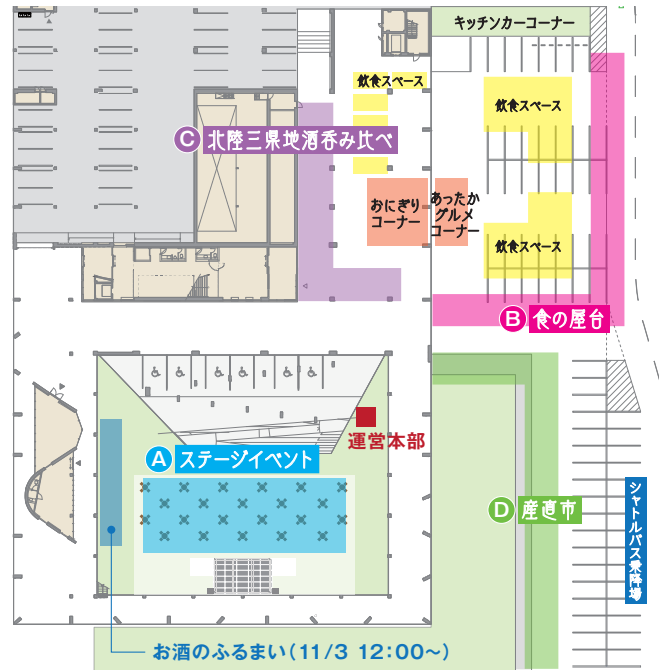 キッチンカーコーナー
飲食スペース
飲食スペース
C 北陸三県地酒呑み比べ
おにぎり
コーナー
あったか
グルメ
コーナー
飲食スペース
B 食の屋台
運営本部
A ステージイベント
D 産直市
シャトルバス乗降場
お酒のふるまい(11/3 12:00〜)